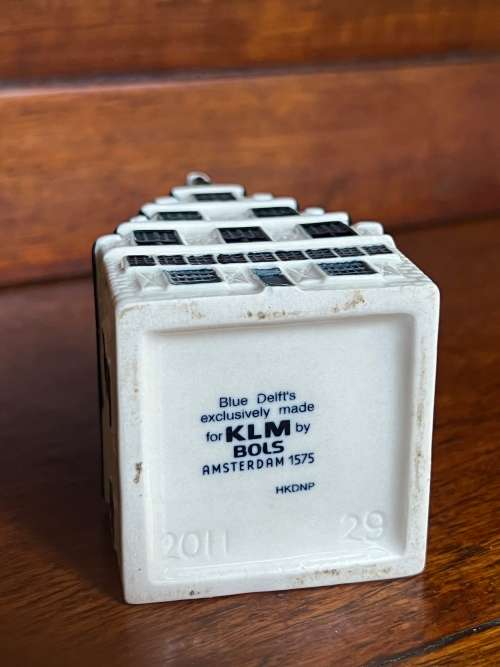 Blue Delft's
exclusively made
for KLM by
BOLS
AMSTERDAM 1575
HKDNP
2011 29